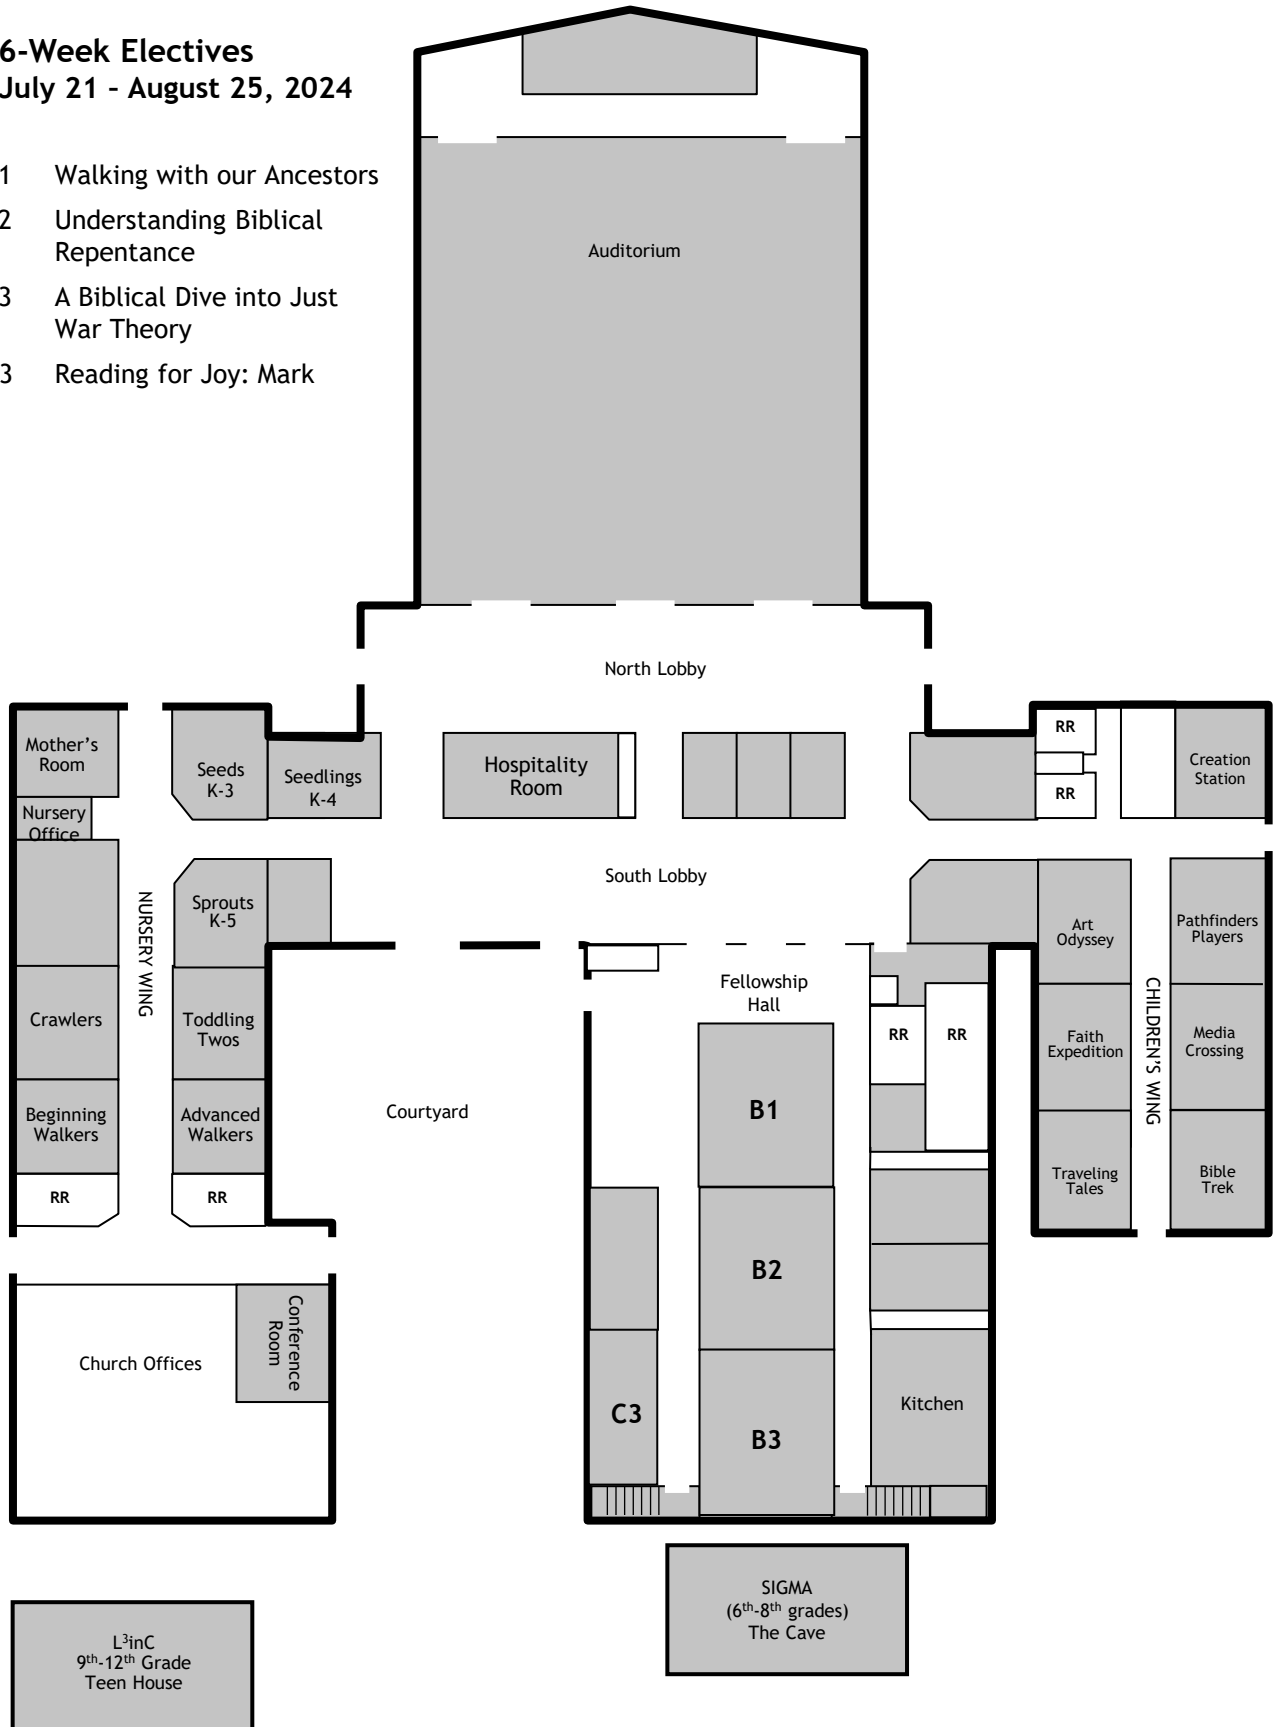 6-Week Electives
July 21 - August 25, 2024
1 Walking with our Ancestors
2 Understanding Biblical
Repentance
3 A Biblical Dive into Just
War Theory
3 Reading for Joy: Mark
Auditorium
North Lobby
Mother's
Room
Nursery
Office
Seeds
K-3
Seedlings
K-4
Hospitality
Room
RR
RR
Creation
Station
NURSERY WING
Sprouts
K-5
South Lobby
Art
Odyssey
Pathfinders
Players
Crawlers
Toddling
Twos
Fellowship
Hall
RR
RR
Faith
Expedition
CHILDREN'S WING
Media
Crossing
Beginning
Walkers
Advanced
Walkers
Courtyard
B1
Traveling
Tales
Bible
Trek
RR
RR
B2
Church Offices
Conference
Room
C3
B3
Kitchen
SIGMA
(6th-8th grades)
The Cave
L3inC
9th-12th Grade
Teen House